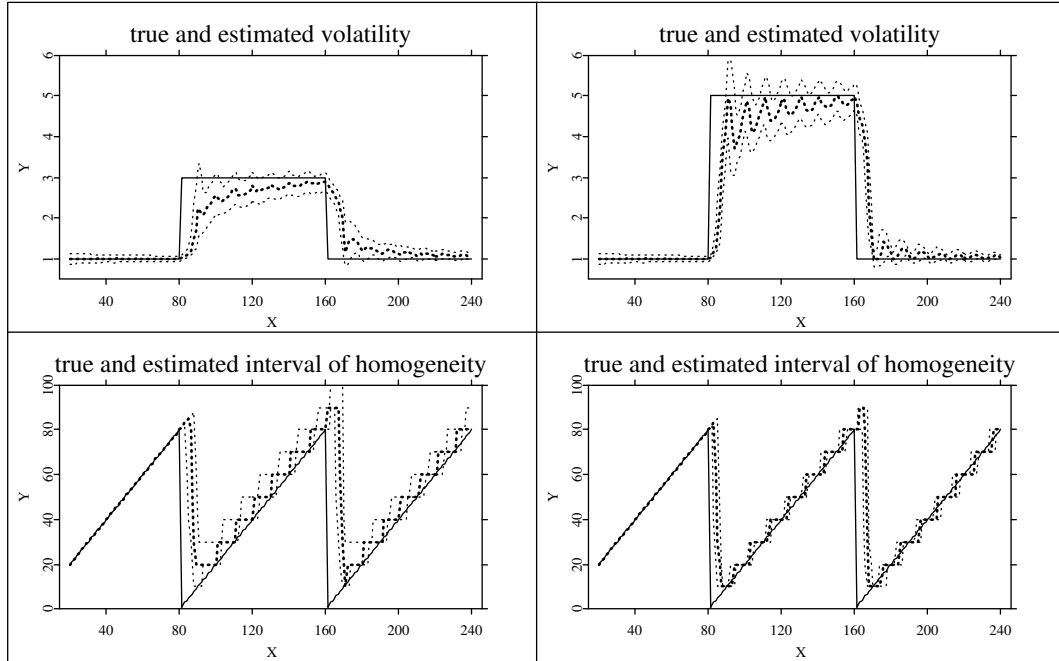 true and estimated volatility
Y
1 2 3 4 5 6
40 80 120 160 200 240
X
true and estimated volatility
Y
1 2 3 4 5 6
40 80 120 160 200 240
X
true and estimated interval of homogeneity
Y
0 20 40 60 80 100
40 80 120 160 200 240
X
true and estimated interval of homogeneity
Y
0 20 40 60 80 100
40 80 120 160 200 240
X